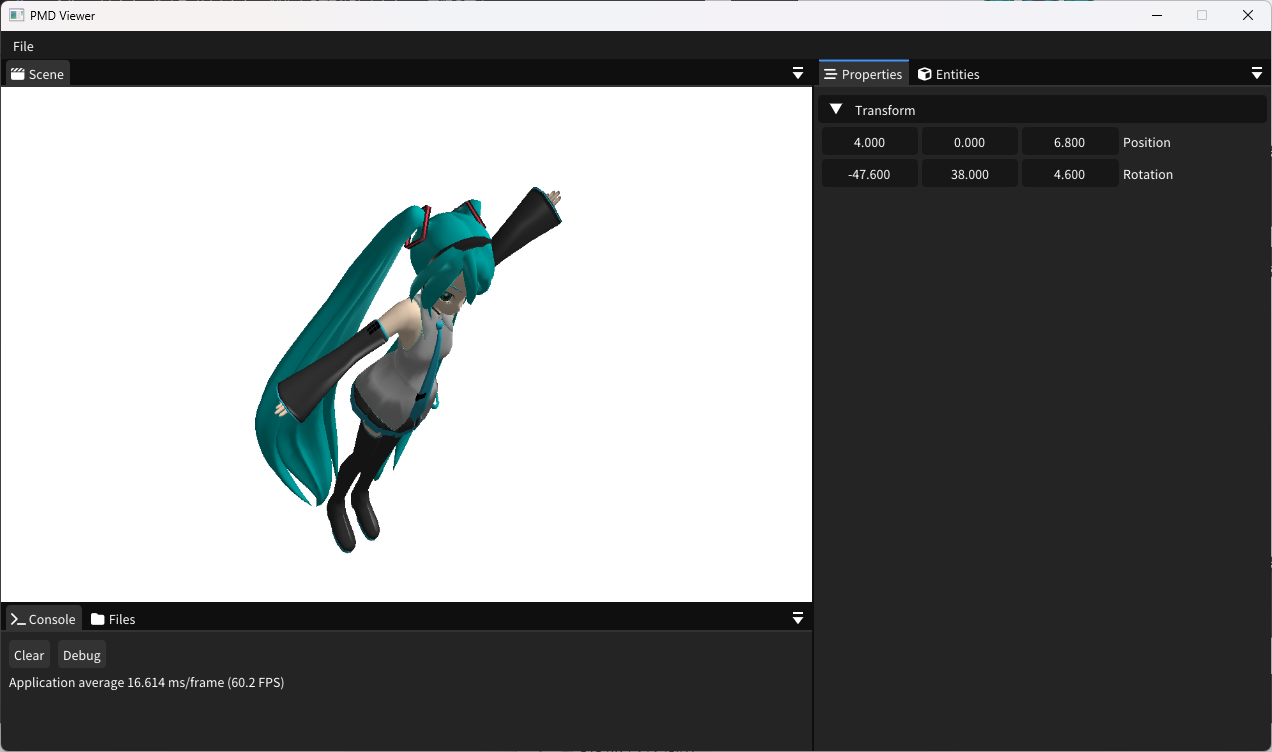 PMD Viewer
File
Scene
Properties Entities
Transform
4.000 0.000 6.800 Position
-47.600 38.000 4.600 Rotation
Console Files
Clear Debug
Application average 16.614 ms/frame (60.2 FPS)